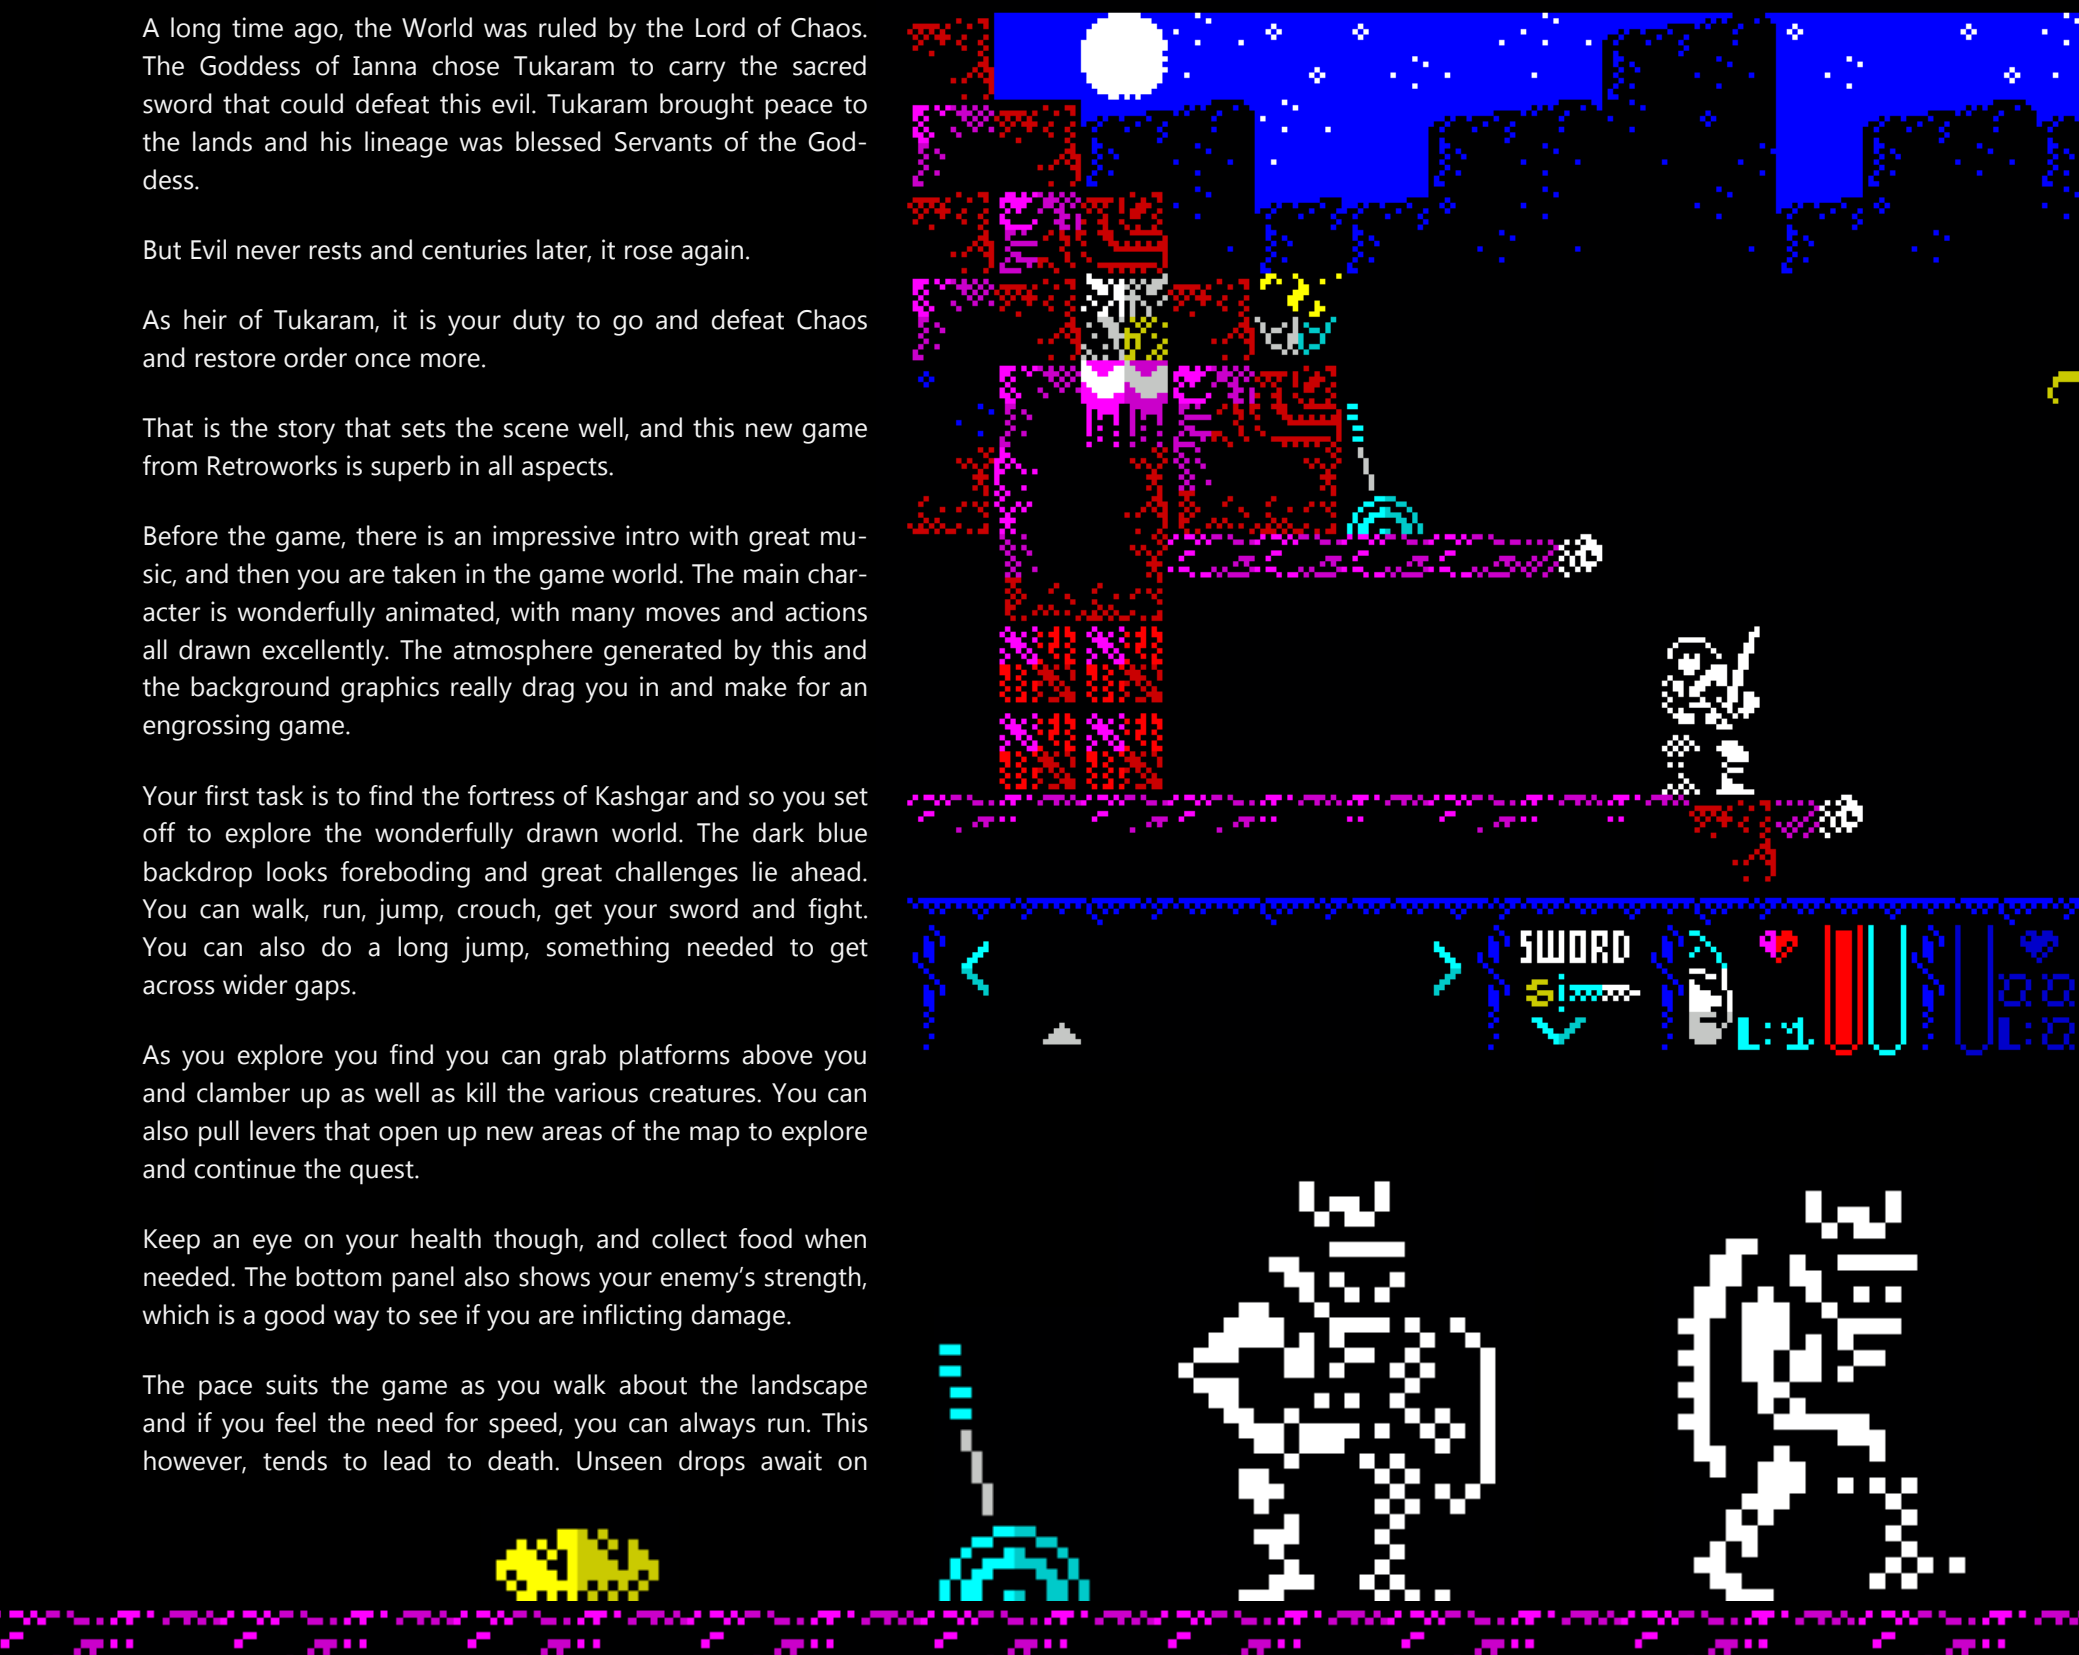 A long time ago, the World was ruled by the Lord of Chaos.
The Goddess of Ianna chose Tukaram to carry the sacred
sword that could defeat this evil. Tukaram brought peace to
the lands and his lineage was blessed Servants of the God-
dess.
But Evil never rests and centuries later, it rose again.
As heir of Tukaram, it is your duty to go and defeat Chaos
and restore order once more.
That is the story that sets the scene well, and this new game
from Retroworks is superb in all aspects.
Before the game, there is an impressive intro with great mu-
sic, and then you are taken in the game world. The main char-
acter is wonderfully animated, with many moves and actions
all drawn excellently. The atmosphere generated by this and
the background graphics really drag you in and make for an
engrossing game.
Your first task is to find the fortress of Kashgar and so you set
off to explore the wonderfully drawn world. The dark blue
backdrop looks foreboding and great challenges lie ahead.
You can walk, run, jump, crouch, get your sword and fight.
You can also do a long jump, something needed to get
across wider gaps.
As you explore you find you can grab platforms above you
and clamber up as well as kill the various creatures. You can
also pull levers that open up new areas of the map to explore
and continue the quest.
Keep an eye on your health though, and collect food when
needed. The bottom panel also shows your enemy's strength,
which is a good way to see if you are inflicting damage.
The pace suits the game as you walk about the landscape
and if you feel the need for speed, you can always run. This
however, tends to lead to death. Unseen drops await on
SWORD
L:1